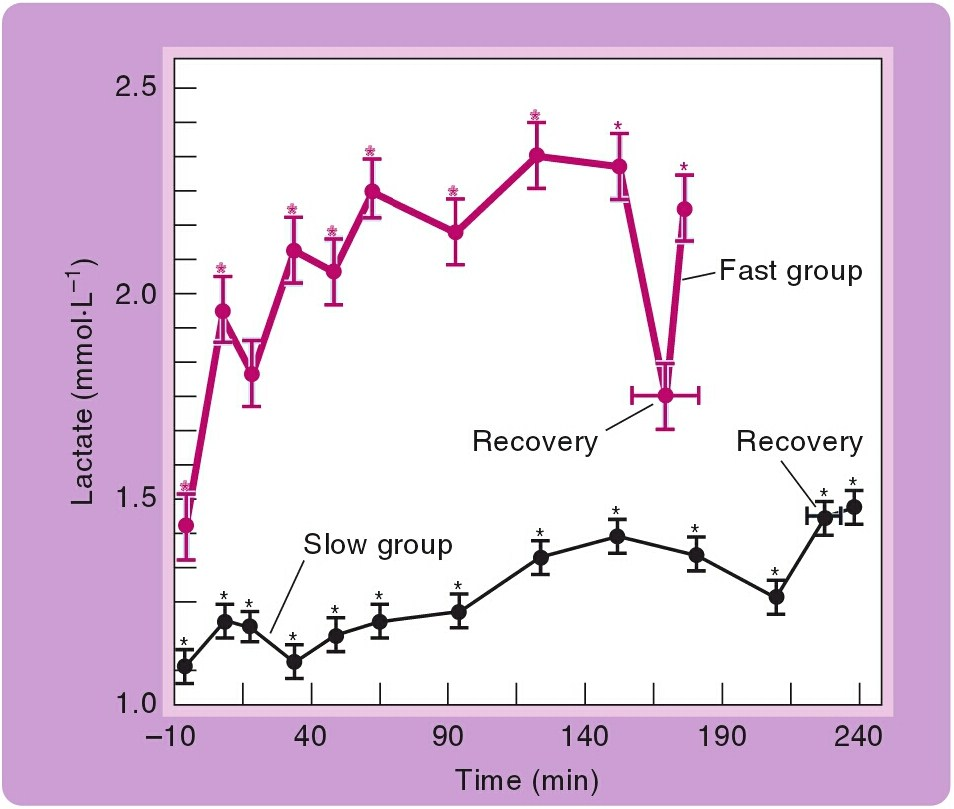 2.5
2.0
1.5
1.0
Lactate (mmol·L⁻¹)
Fast group
Recovery
Recovery
Slow group
−10 40 90 140 190 240
Time (min)